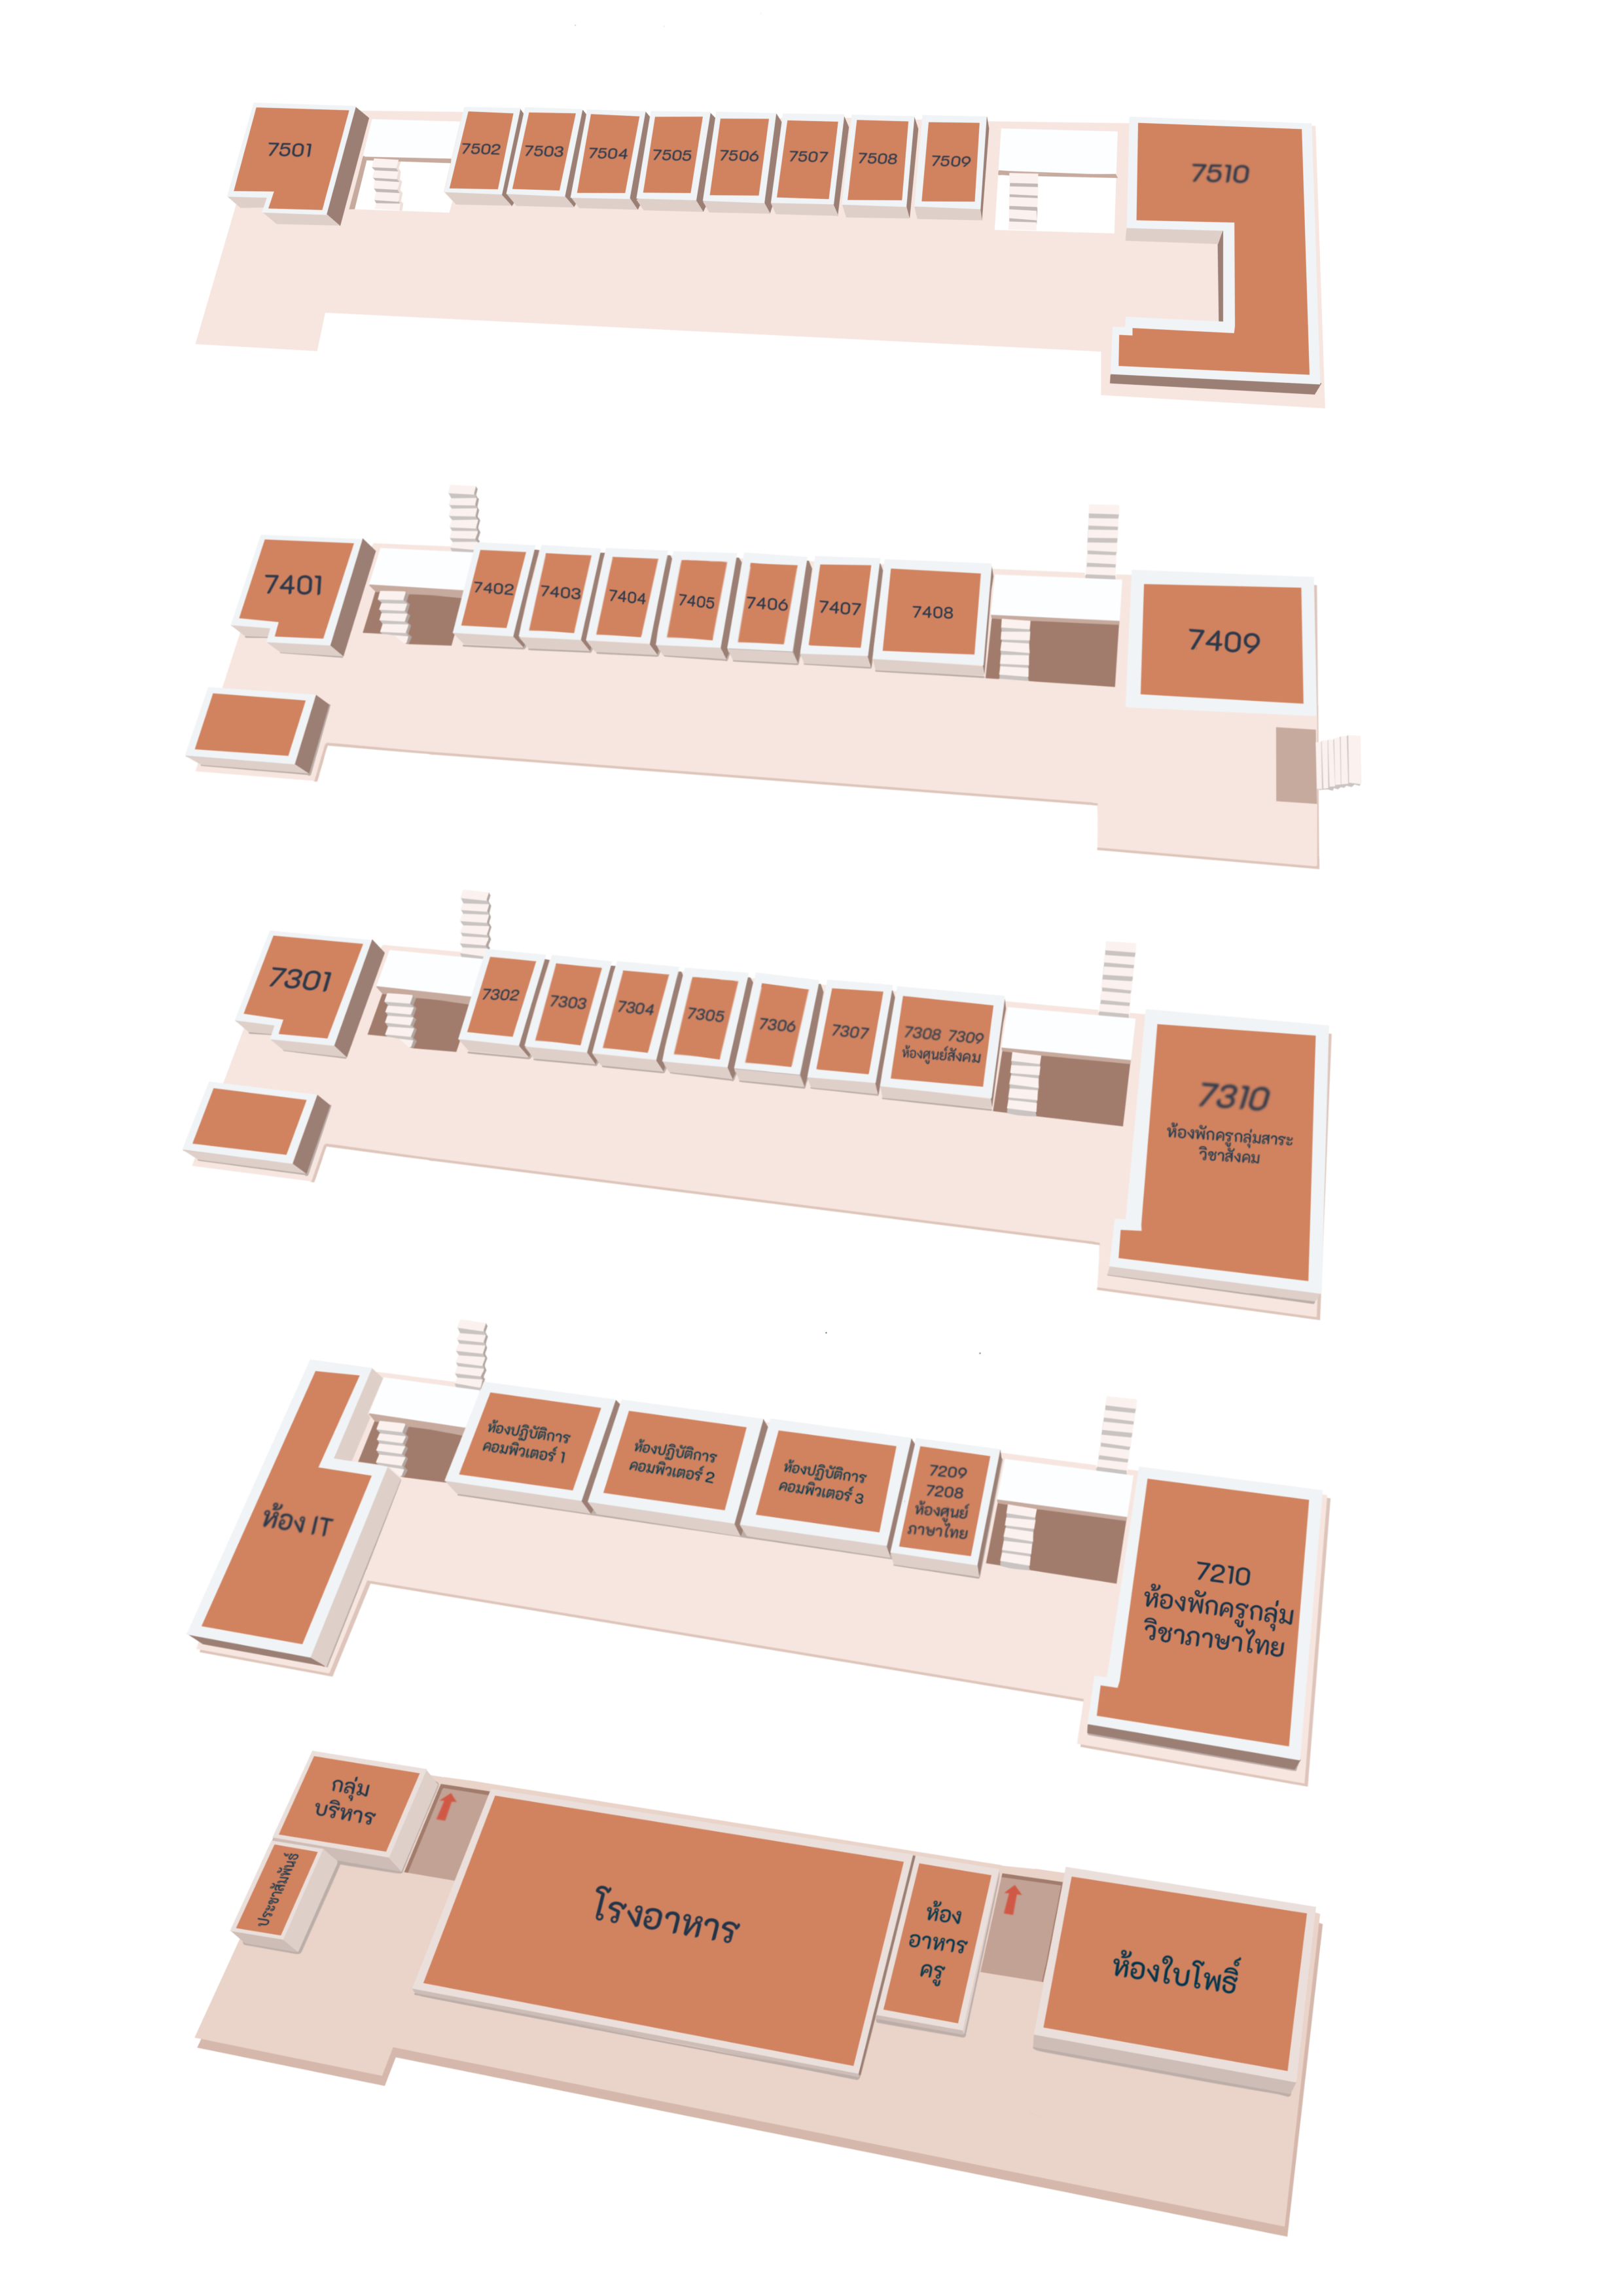 7501
7502
7503
7504
7505
7506
7507
7508
7509
7510
7401
7402
7403
7404
7405
7406
7407
7408
7409
7301
7302
7303
7304
7305
7306
7307
7308 7309
ห้องศูนย์สังคม
7310
ห้องพักครูกลุ่มสาระ
วิชาสังคม
ห้อง IT
ห้องปฏิบัติการ
คอมพิวเตอร์ 1
ห้องปฏิบัติการ
คอมพิวเตอร์ 2
ห้องปฏิบัติการ
คอมพิวเตอร์ 3
7209
7208
ห้องศูนย์
ภาษาไทย
7210
ห้องพักครูกลุ่ม
วิชาภาษาไทย
กลุ่ม
บริหาร
ประชาสัมพันธ์
โรงอาหาร
ห้อง
อาหาร
ครู
ห้องใบโพธิ์